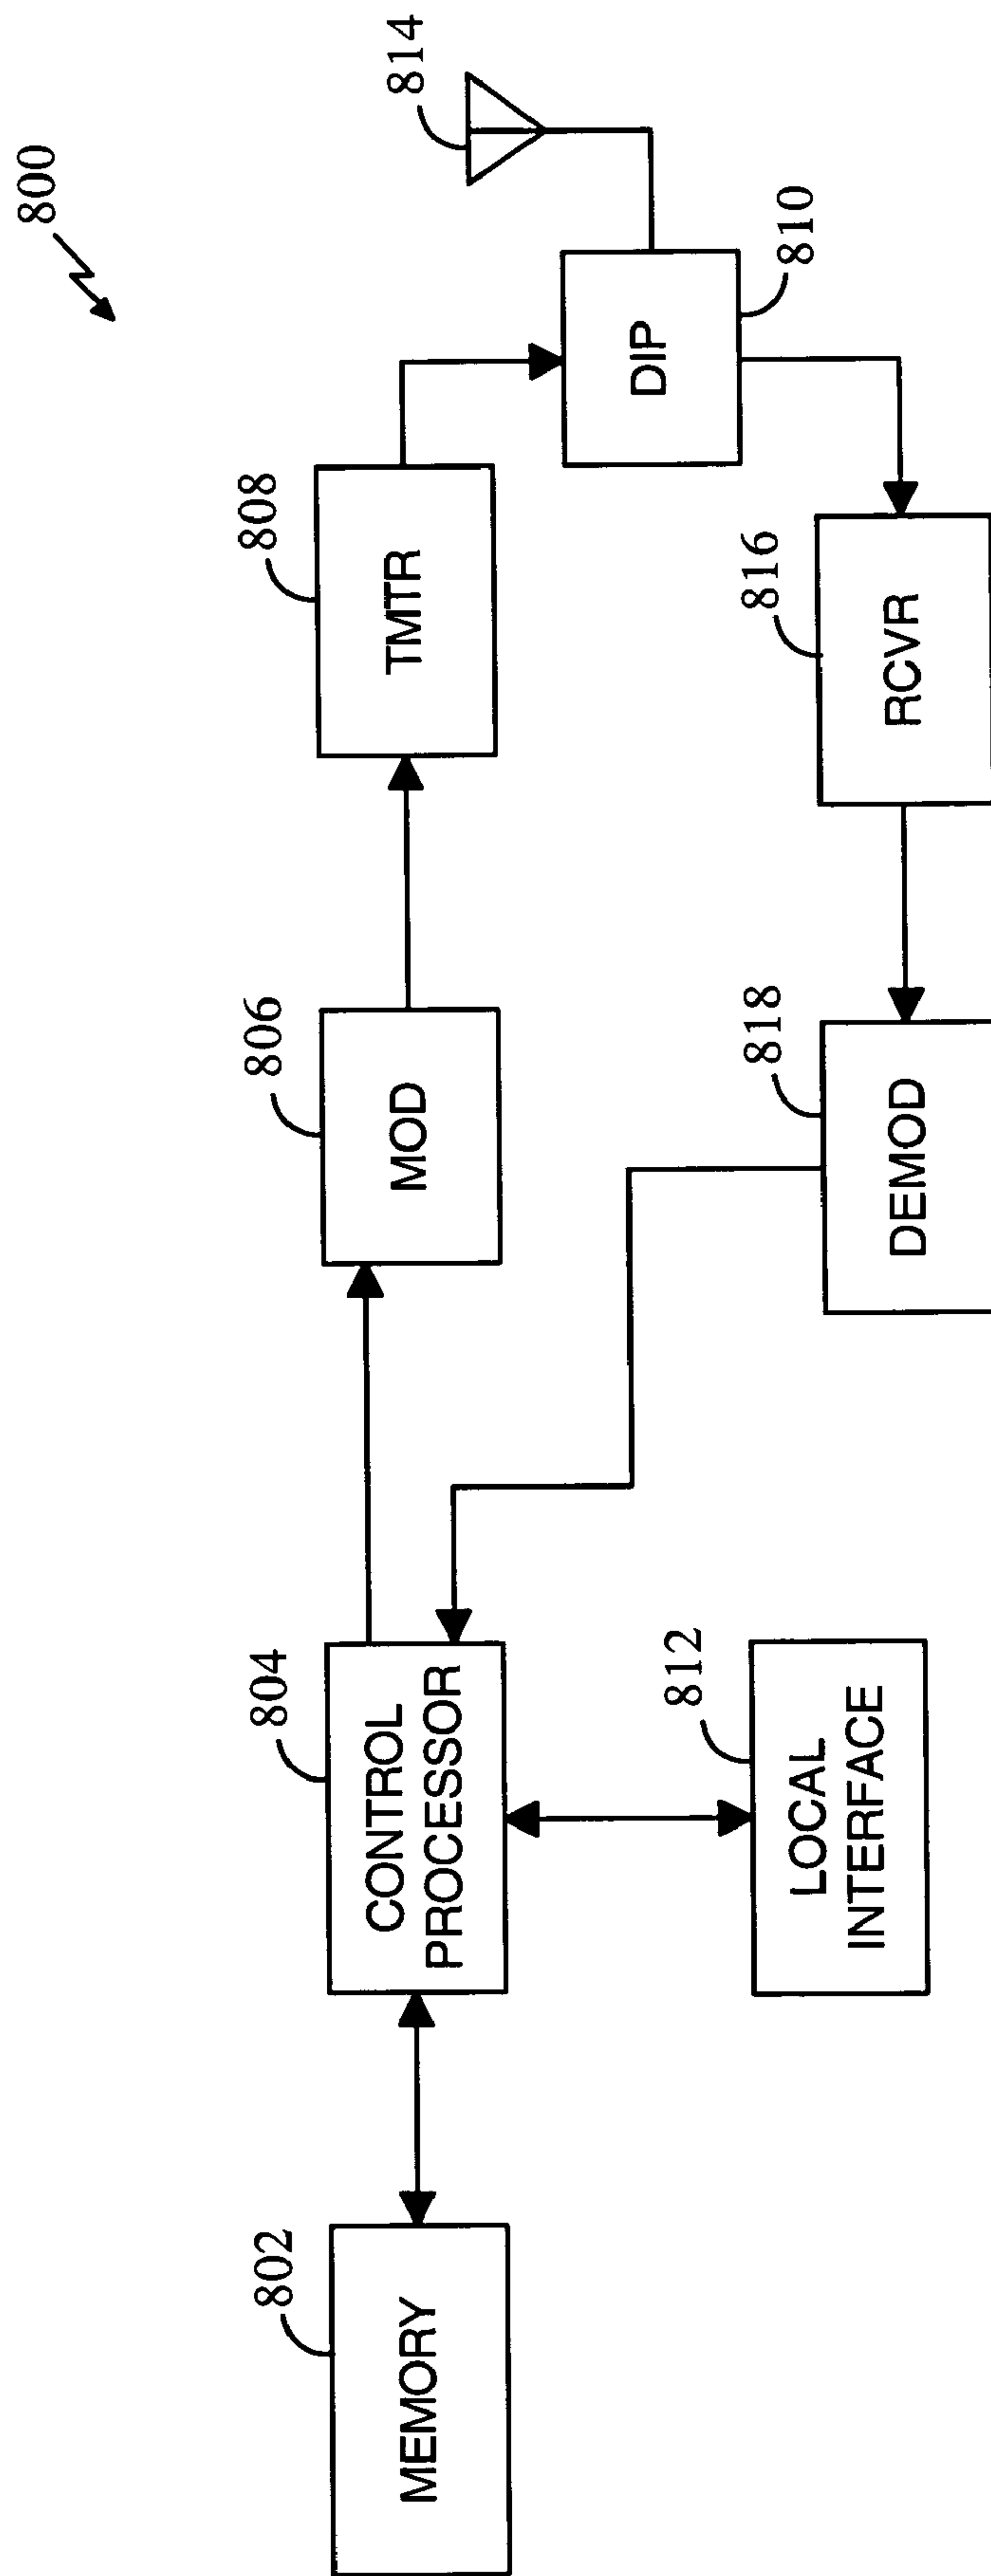 800
802
MEMORY
804
CONTROL
PROCESSOR
806
MOD
808
TMTR
814
DIP
810
812
LOCAL
INTERFACE
818
DEMOD
816
RCVR